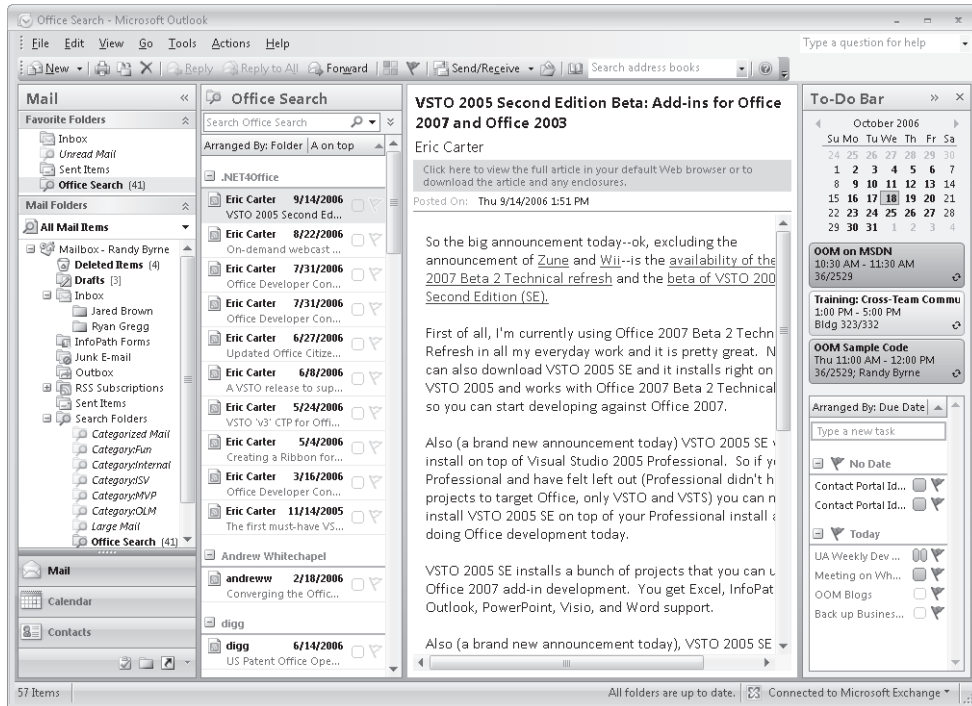 Office Search - Microsoft Outlook
File Edit View Go Tools Actions Help
Type a question for help
New Reply Reply to All Forward Send/Receive Search address books
Mail
Favorite Folders
Inbox
Unread Mail
Sent Items
Office Search (41)
Mail Folders
All Mail Items
Mailbox - Randy Byrne
Deleted Items (4)
Drafts [3]
Inbox
Jared Brown
Ryan Gregg
InfoPath Forms
Junk E-mail
Outbox
RSS Subscriptions
Sent Items
Search Folders
Categorized Mail
Category:Fun
Category:Internal
Category:ISV
Category:MVP
Category:OLM
Large Mail
Office Search (41)
Mail
Calendar
Contacts
Office Search
Search Office Search
Arranged By: Folder A on top
.NET4Office
Eric Carter 9/14/2006
VSTO 2005 Second Ed...
Eric Carter 8/22/2006
On-demand webcast ...
Eric Carter 7/31/2006
Office Developer Con...
Eric Carter 7/31/2006
Office Developer Con...
Eric Carter 6/27/2006
Updated Office Citize...
Eric Carter 6/8/2006
A VSTO release to sup...
Eric Carter 5/24/2006
VSTO 'v3' CTP for Offi...
Eric Carter 5/4/2006
Creating a Ribbon for...
Eric Carter 3/16/2006
Office Developer Con...
Eric Carter 11/14/2005
The first must-have VS...
Andrew Whitechapel
andreww 2/18/2006
Converging the Offic...
digg
digg 6/14/2006
US Patent Office Ope...
VSTO 2005 Second Edition Beta: Add-ins for Office
2007 and Office 2003
Eric Carter
Click here to view the full article in your default Web browser or to
download the article and any enclosures.
Posted On: Thu 9/14/2006 1:51 PM
So the big announcement today--ok, excluding the
announcement of Zune and Wii--is the availability of the
2007 Beta 2 Technical refresh and the beta of VSTO 200
Second Edition (SE).
First of all, I'm currently using Office 2007 Beta 2 Techn
Refresh in all my everyday work and it is pretty great. N
can also download VSTO 2005 SE and it installs right on
VSTO 2005 and works with Office 2007 Beta 2 Technical
so you can start developing against Office 2007.
Also (a brand new announcement today) VSTO 2005 SE
install on top of Visual Studio 2005 Professional. So if y
Professional and have felt left out (Professional didn't h
projects to target Office, only VSTO and VSTS) you can n
install VSTO 2005 SE on top of your Professional install
doing Office development today.
VSTO 2005 SE installs a bunch of projects that you can u
Office 2007 add-in development. You get Excel, InfoPat
Outlook, PowerPoint, Visio, and Word support.
Also (a brand new announcement today), VSTO 2005 SE
To-Do Bar
October 2006
Su Mo Tu We Th Fr Sa
24 25 26 27 28 29 30
1 2 3 4 5 6 7
8 9 10 11 12 13 14
15 16 17 18 19 20 21
22 23 24 25 26 27 28
29 30 31 1 2 3 4
OOM on MSDN
10:30 AM - 11:30 AM
36/2529
Training: Cross-Team Commu
1:00 PM - 5:00 PM
Bldg 323/332
OOM Sample Code
Thu 11:00 AM - 12:00 PM
36/2529; Randy Byrne
Arranged By: Due Date
Type a new task
No Date
Contact Portal Id...
Contact Portal Id...
Today
UA Weekly Dev ...
Meeting on Wh...
OOM Blogs
Back up Busines...
57 Items
All folders are up to date. Connected to Microsoft Exchange